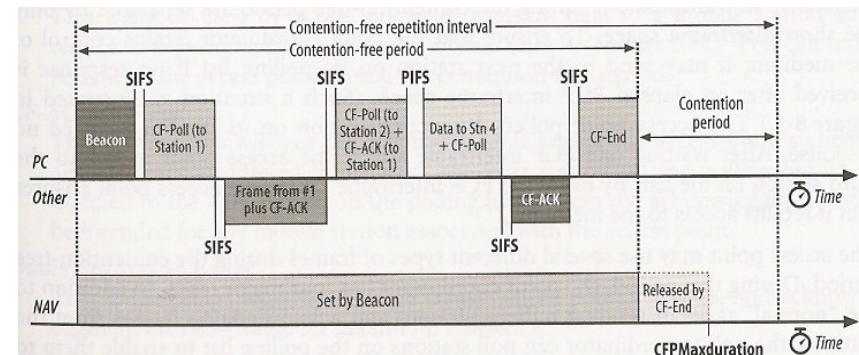 Contention-free repetition interval
Contention-free period
SIFS
SIFS
PIFS
SIFS
Contention
period
Beacon
CF-Poll (to
Station 1)
CF-Poll (to
Station 2) +
CF-ACK (to
Station 1)
Data to Stn 4
+ CF-Poll
CF-End
PC
Other
Frame from #1
plus CF-ACK
CF-ACK
Time
SIFS
SIFS
Set by Beacon
Released by
CF-End
NAV
CFPMaxduration
Time